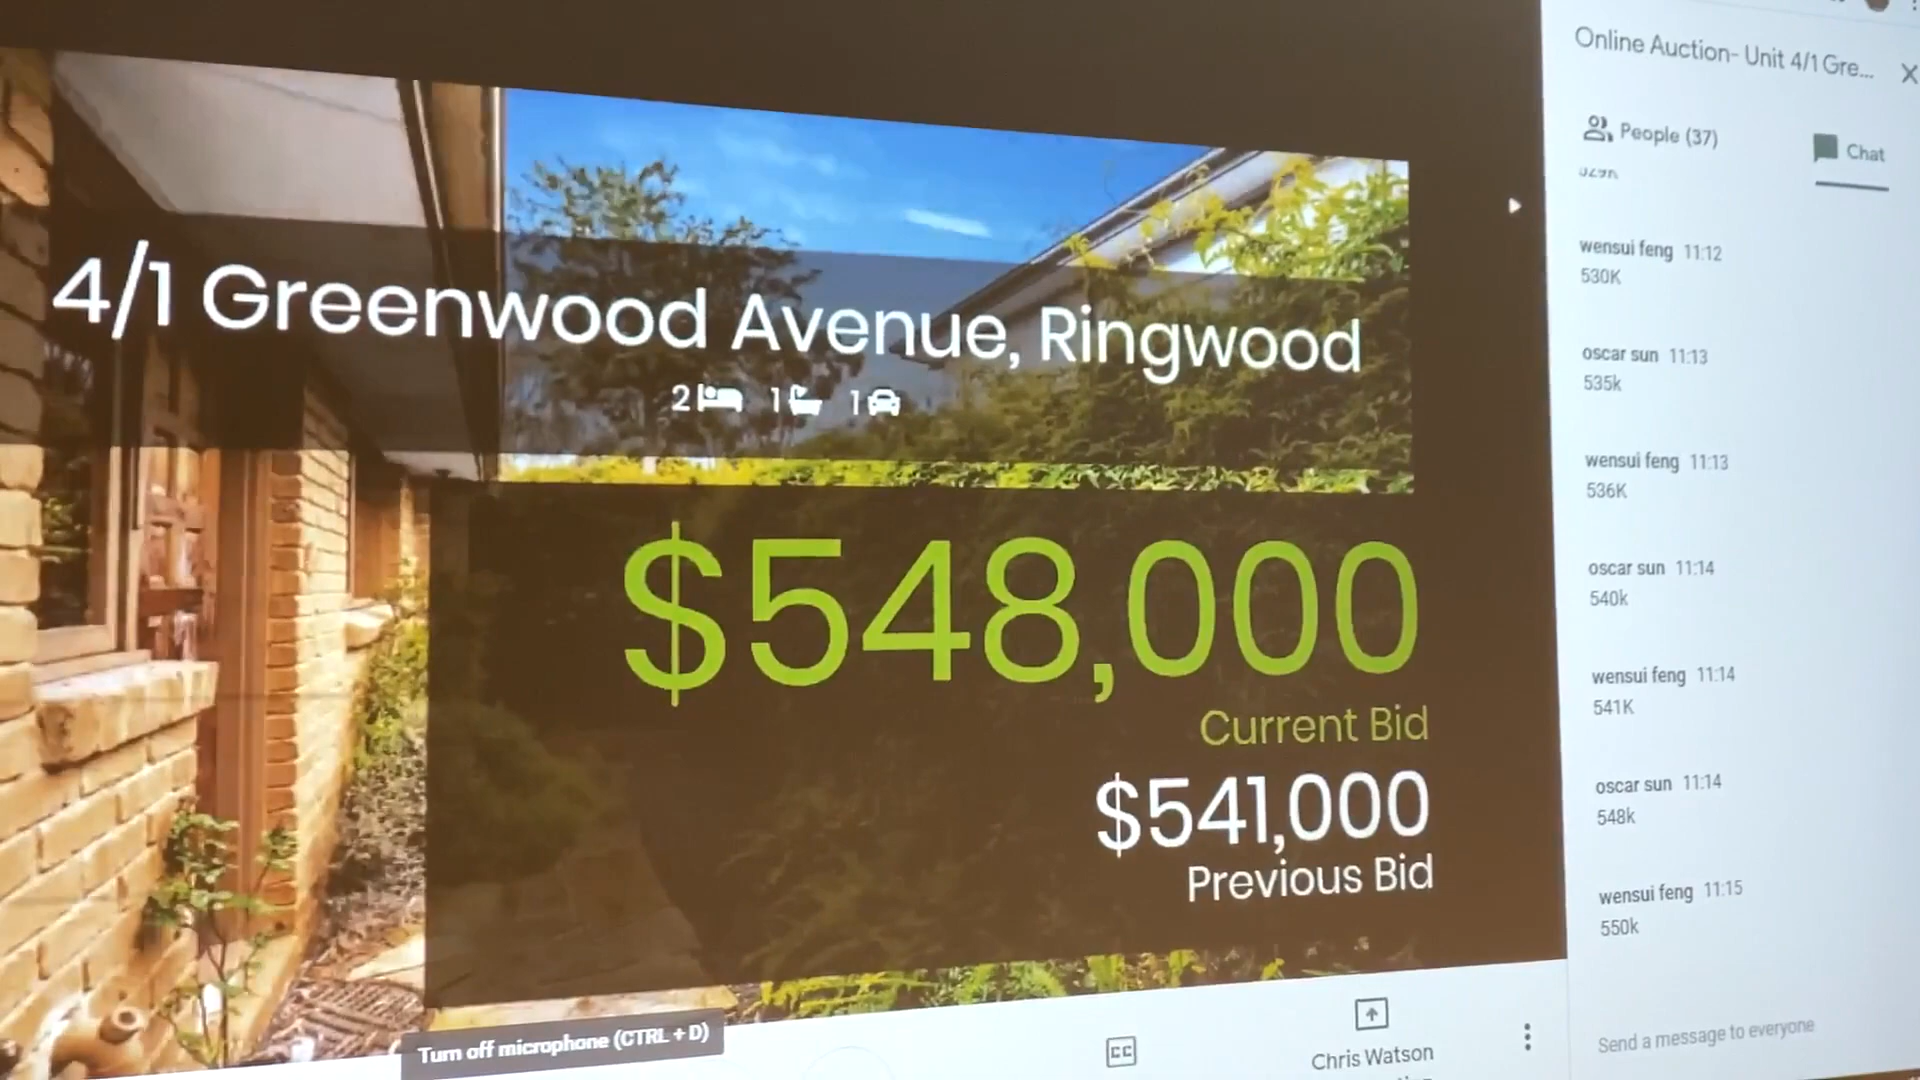 4/1 Greenwood Avenue, Ringwood
2 1 1
$548,000
Current Bid
$541,000
Previous Bid
Turn off microphone (CTRL + D)
Chris Watson
Online Auction- Unit 4/1 Gre...
People (37)
Chat
wensui feng 11:12
530K
oscar sun 11:13
535k
wensui feng 11:13
536K
oscar sun 11:14
540k
wensui feng 11:14
541K
oscar sun 11:14
548k
wensui feng 11:15
550k
Send a message to everyone